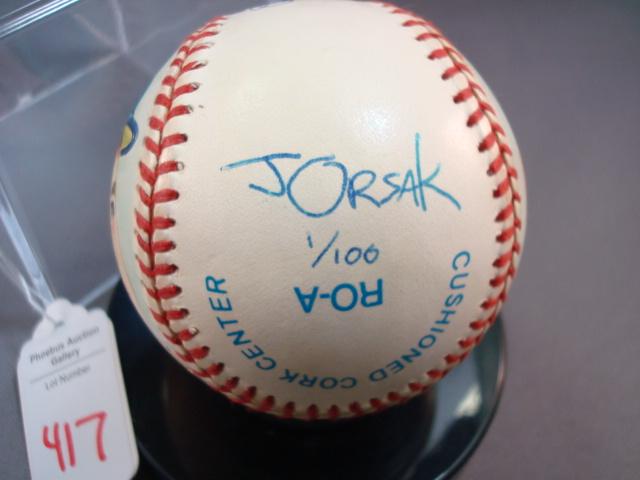 JORSAK
1/100
RO-A
CUSHIONED CORK CENTER
Phoebus Auction
Gallery
Lot Number
417